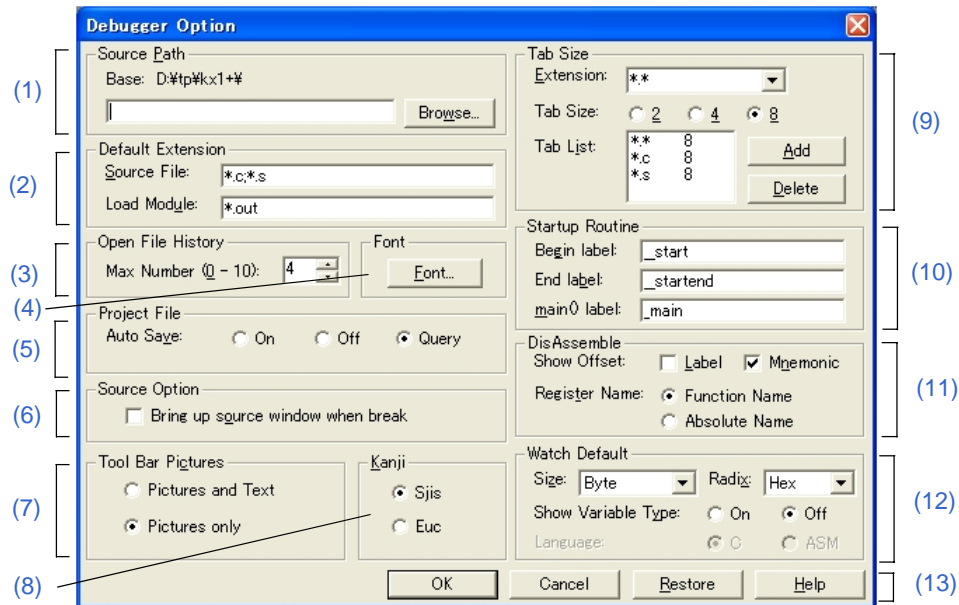 Debugger Option
(1)
Source Path
Base: D:¥tp¥kx1+¥
Browse...
(2)
Default Extension
Source File: *.c;*.s
Load Module: *.out
(3)
Open File History
Max Number (0 - 10): 4
(4)
Font
Font...
(5)
Project File
Auto Save: On Off Query
(6)
Source Option
Bring up source window when break
(7)
Tool Bar Pictures
Pictures and Text
Pictures only
(8)
Kanji
Sjis
Euc
(9)
Tab Size
Extension: *.*
Tab Size: 2 4 8
Tab List:
*.* 8
*.c 8
*.s 8
Add
Delete
(10)
Startup Routine
Begin label: __start
End label: __startend
main() label: _main
(11)
DisAssemble
Show Offset: Label Mnemonic
Register Name: Function Name
Absolute Name
(12)
Watch Default
Size: Byte Radix: Hex
Show Variable Type: On Off
Language: C ASM
(13)
OK Cancel Restore Help